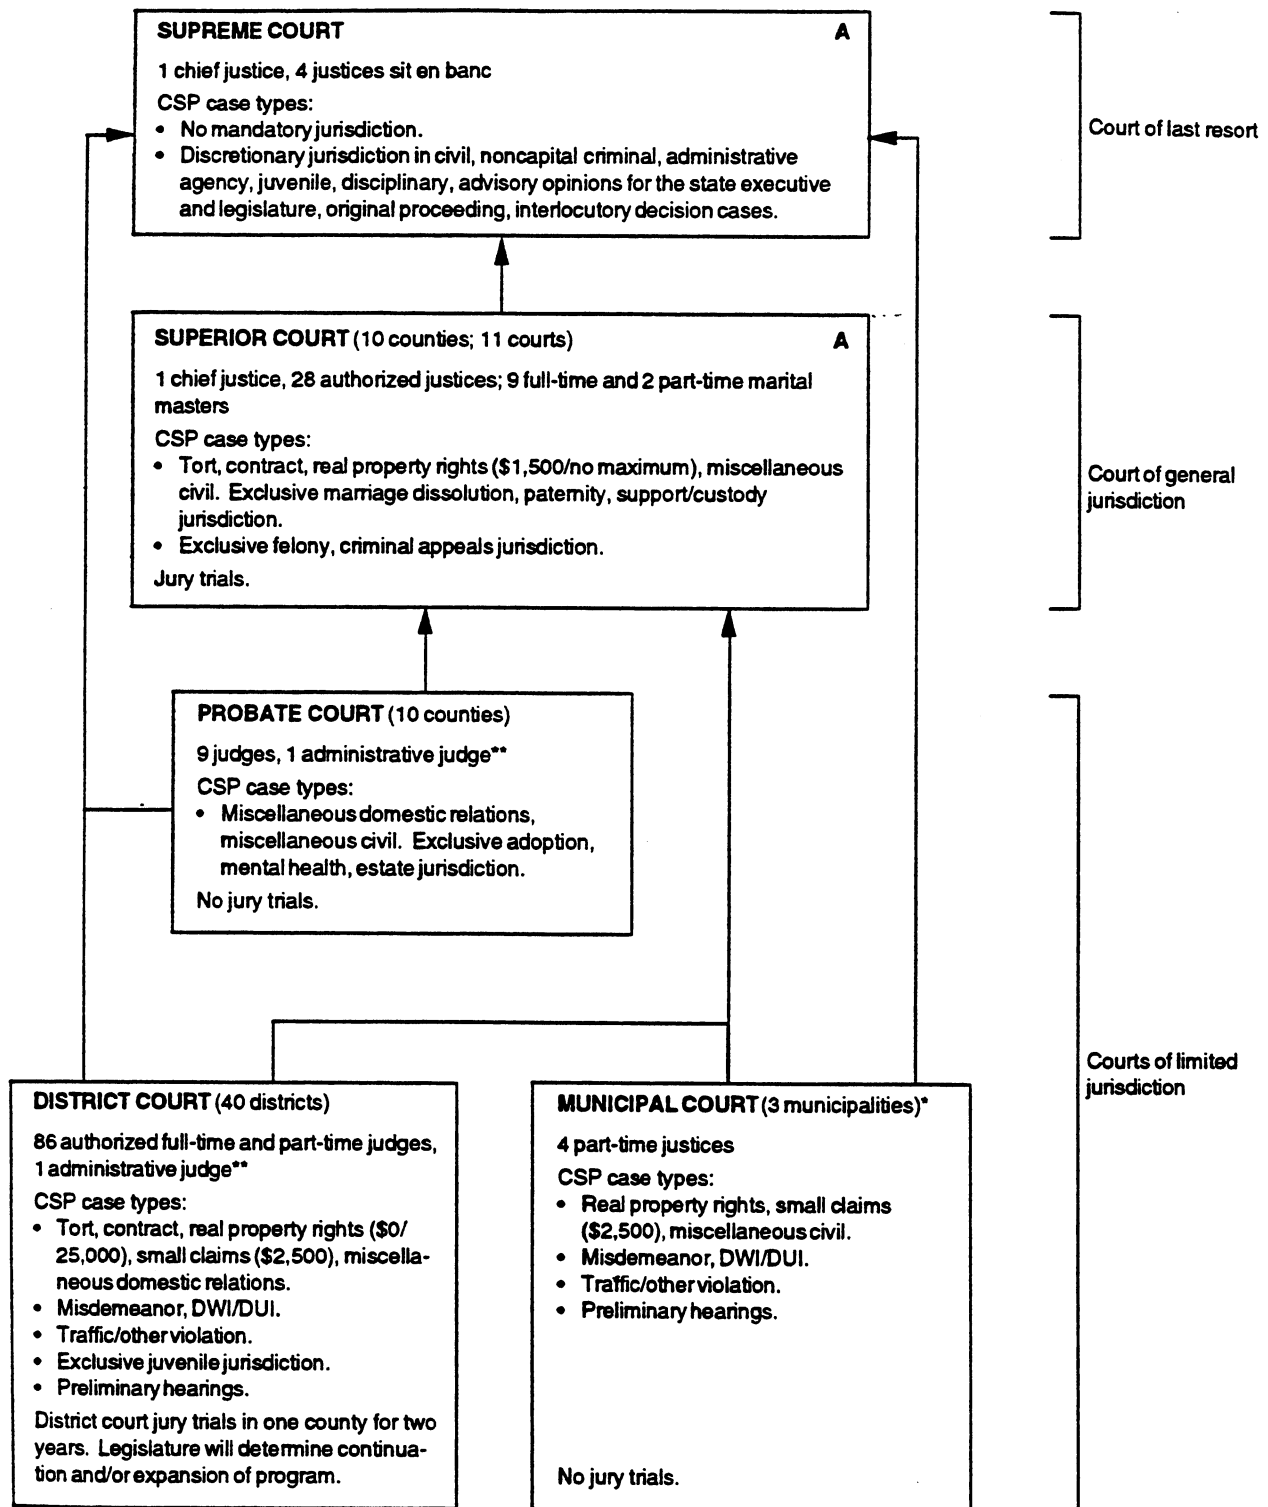 SUPREME COURT A
1 chief justice, 4 justices sit en banc
CSP case types:
• No mandatory jurisdiction.
• Discretionary jurisdiction in civil, noncapital criminal, administrative
agency, juvenile, disciplinary, advisory opinions for the state executive
and legislature, original proceeding, interlocutory decision cases.
Court of last resort
SUPERIOR COURT (10 counties; 11 courts) A
1 chief justice, 28 authorized justices; 9 full-time and 2 part-time marital
masters
CSP case types:
• Tort, contract, real property rights ($1,500/no maximum), miscellaneous
civil. Exclusive marriage dissolution, paternity, support/custody
jurisdiction.
• Exclusive felony, criminal appeals jurisdiction.
Jury trials.
Court of general
jurisdiction
PROBATE COURT (10 counties)
9 judges, 1 administrative judge**
CSP case types:
• Miscellaneous domestic relations,
miscellaneous civil. Exclusive adoption,
mental health, estate jurisdiction.
No jury trials.
DISTRICT COURT (40 districts)
86 authorized full-time and part-time judges,
1 administrative judge**
CSP case types:
• Tort, contract, real property rights ($0/
25,000), small claims ($2,500), miscella-
neous domestic relations.
• Misdemeanor, DWI/DUI.
• Traffic/other violation.
• Exclusive juvenile jurisdiction.
• Preliminary hearings.
District court jury trials in one county for two
years. Legislature will determine continua-
tion and/or expansion of program.
MUNICIPAL COURT (3 municipalities)*
4 part-time justices
CSP case types:
• Real property rights, small claims
($2,500), miscellaneous civil.
• Misdemeanor, DWI/DUI.
• Traffic/other violation.
• Preliminary hearings.
No jury trials.
Courts of limited
jurisdiction